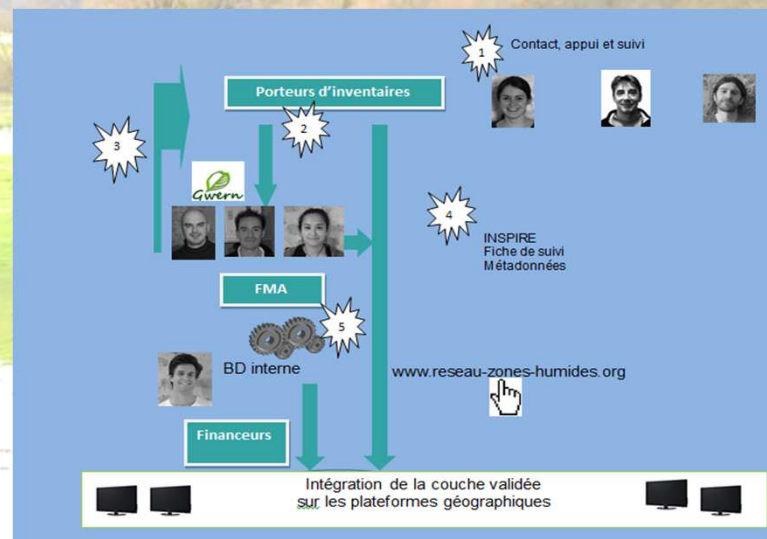 1
Contact, appui et suivi
Porteurs d'inventaires
2
3
Gwern
4
INSPIRE
Fiche de suivi
Métadonnées
FMA
5
BD interne
www.reseau-zones-humides.org
Financeurs
Intégration de la couche validée
sur les plateformes géographiques